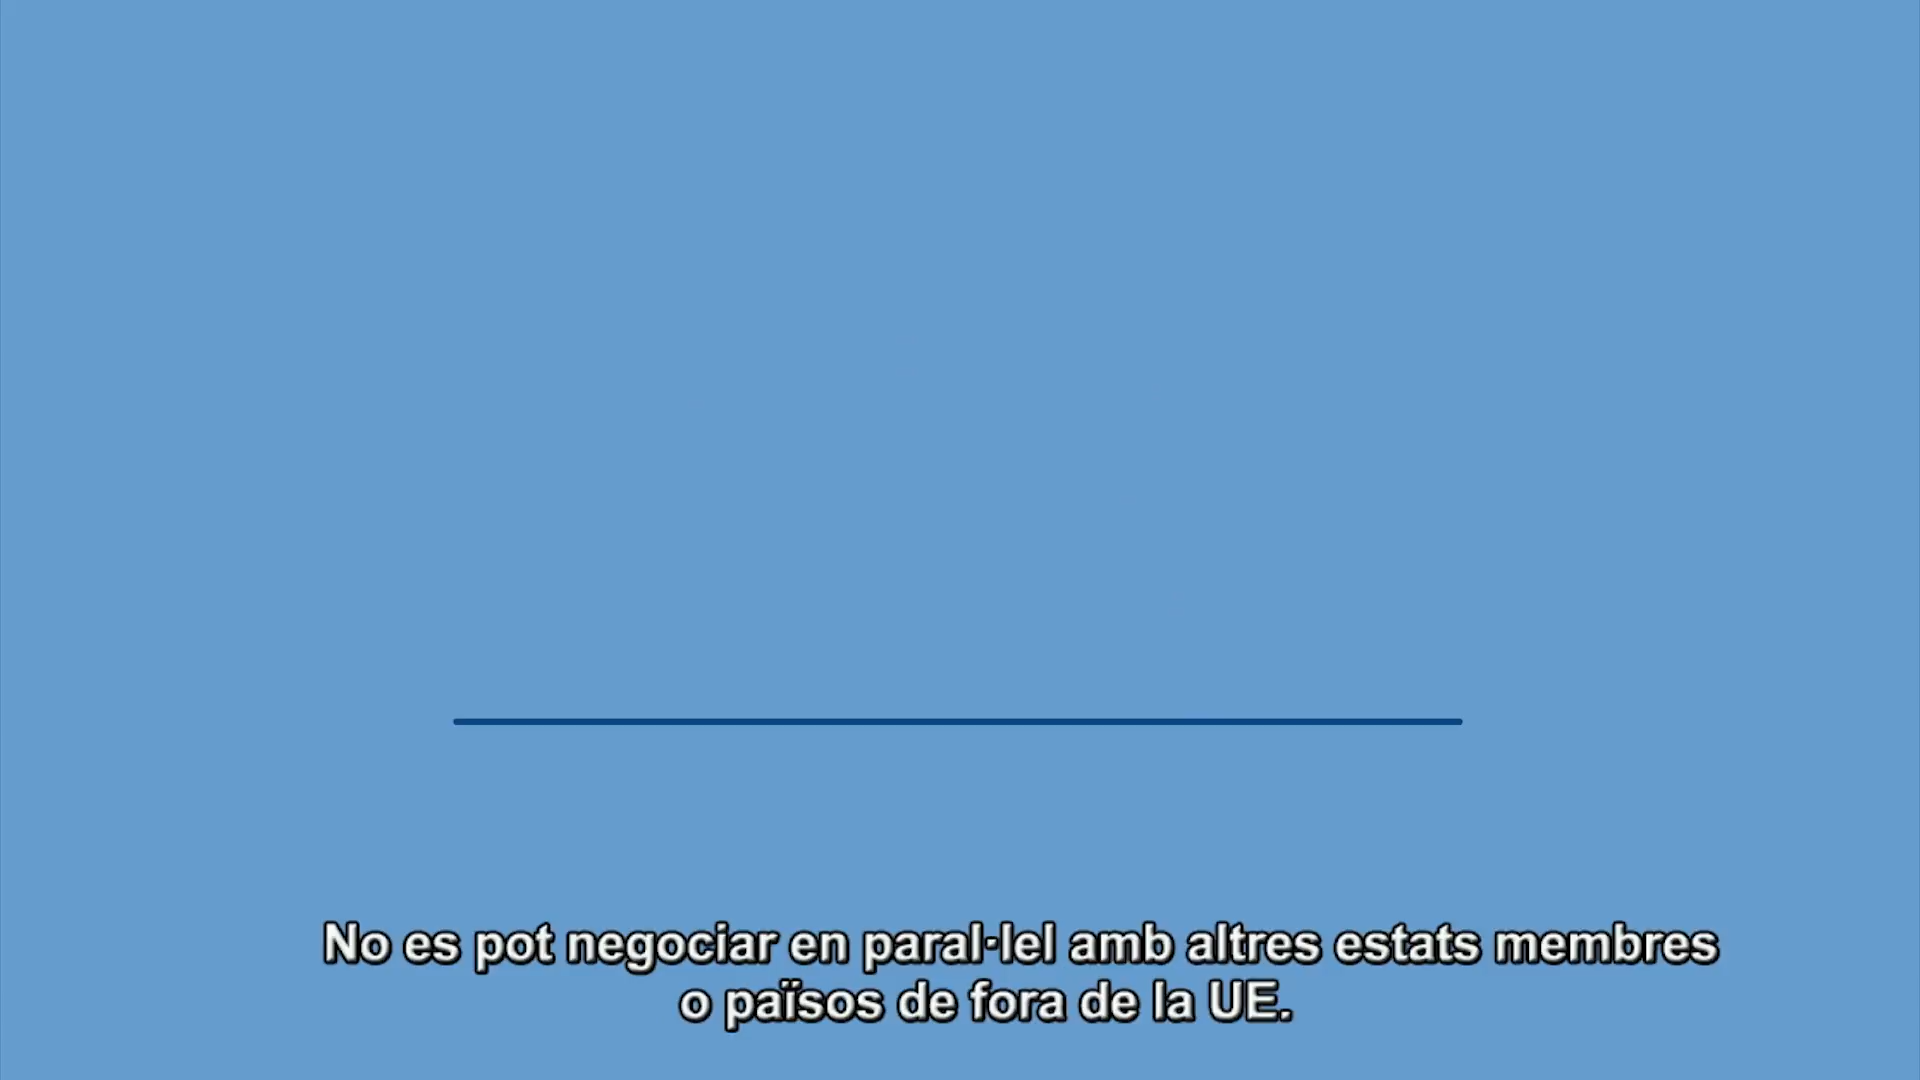 No es pot negociar en paral·lel amb altres estats membres
o països de fora de la UE.